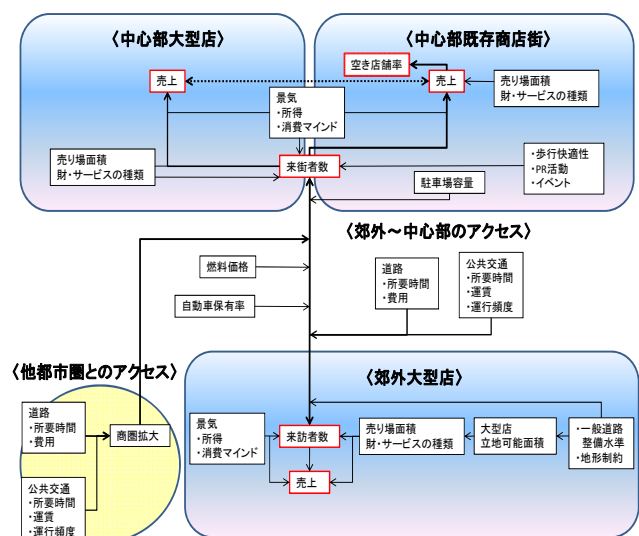 〈中心部大型店〉
〈中心部既存商店街〉
空き店舗率
売上
売上
景気
・所得
・消費マインド
売り場面積
財・サービスの種類
売り場面積
財・サービスの種類
来街者数
・歩行快適性
・PR活動
・イベント
駐車場容量
〈郊外～中心部のアクセス〉
燃料価格
自動車保有率
道路
・所要時間
・費用
公共交通
・所要時間
・運賃
・運行頻度
〈他都市圏とのアクセス〉
道路
・所要時間
・費用
商圏拡大
公共交通
・所要時間
・運賃
・運行頻度
〈郊外大型店〉
景気
・所得
・消費マインド
来訪者数
売上
売り場面積
財・サービスの種類
大型店
立地可能面積
・一般道路
整備水準
・地形制約